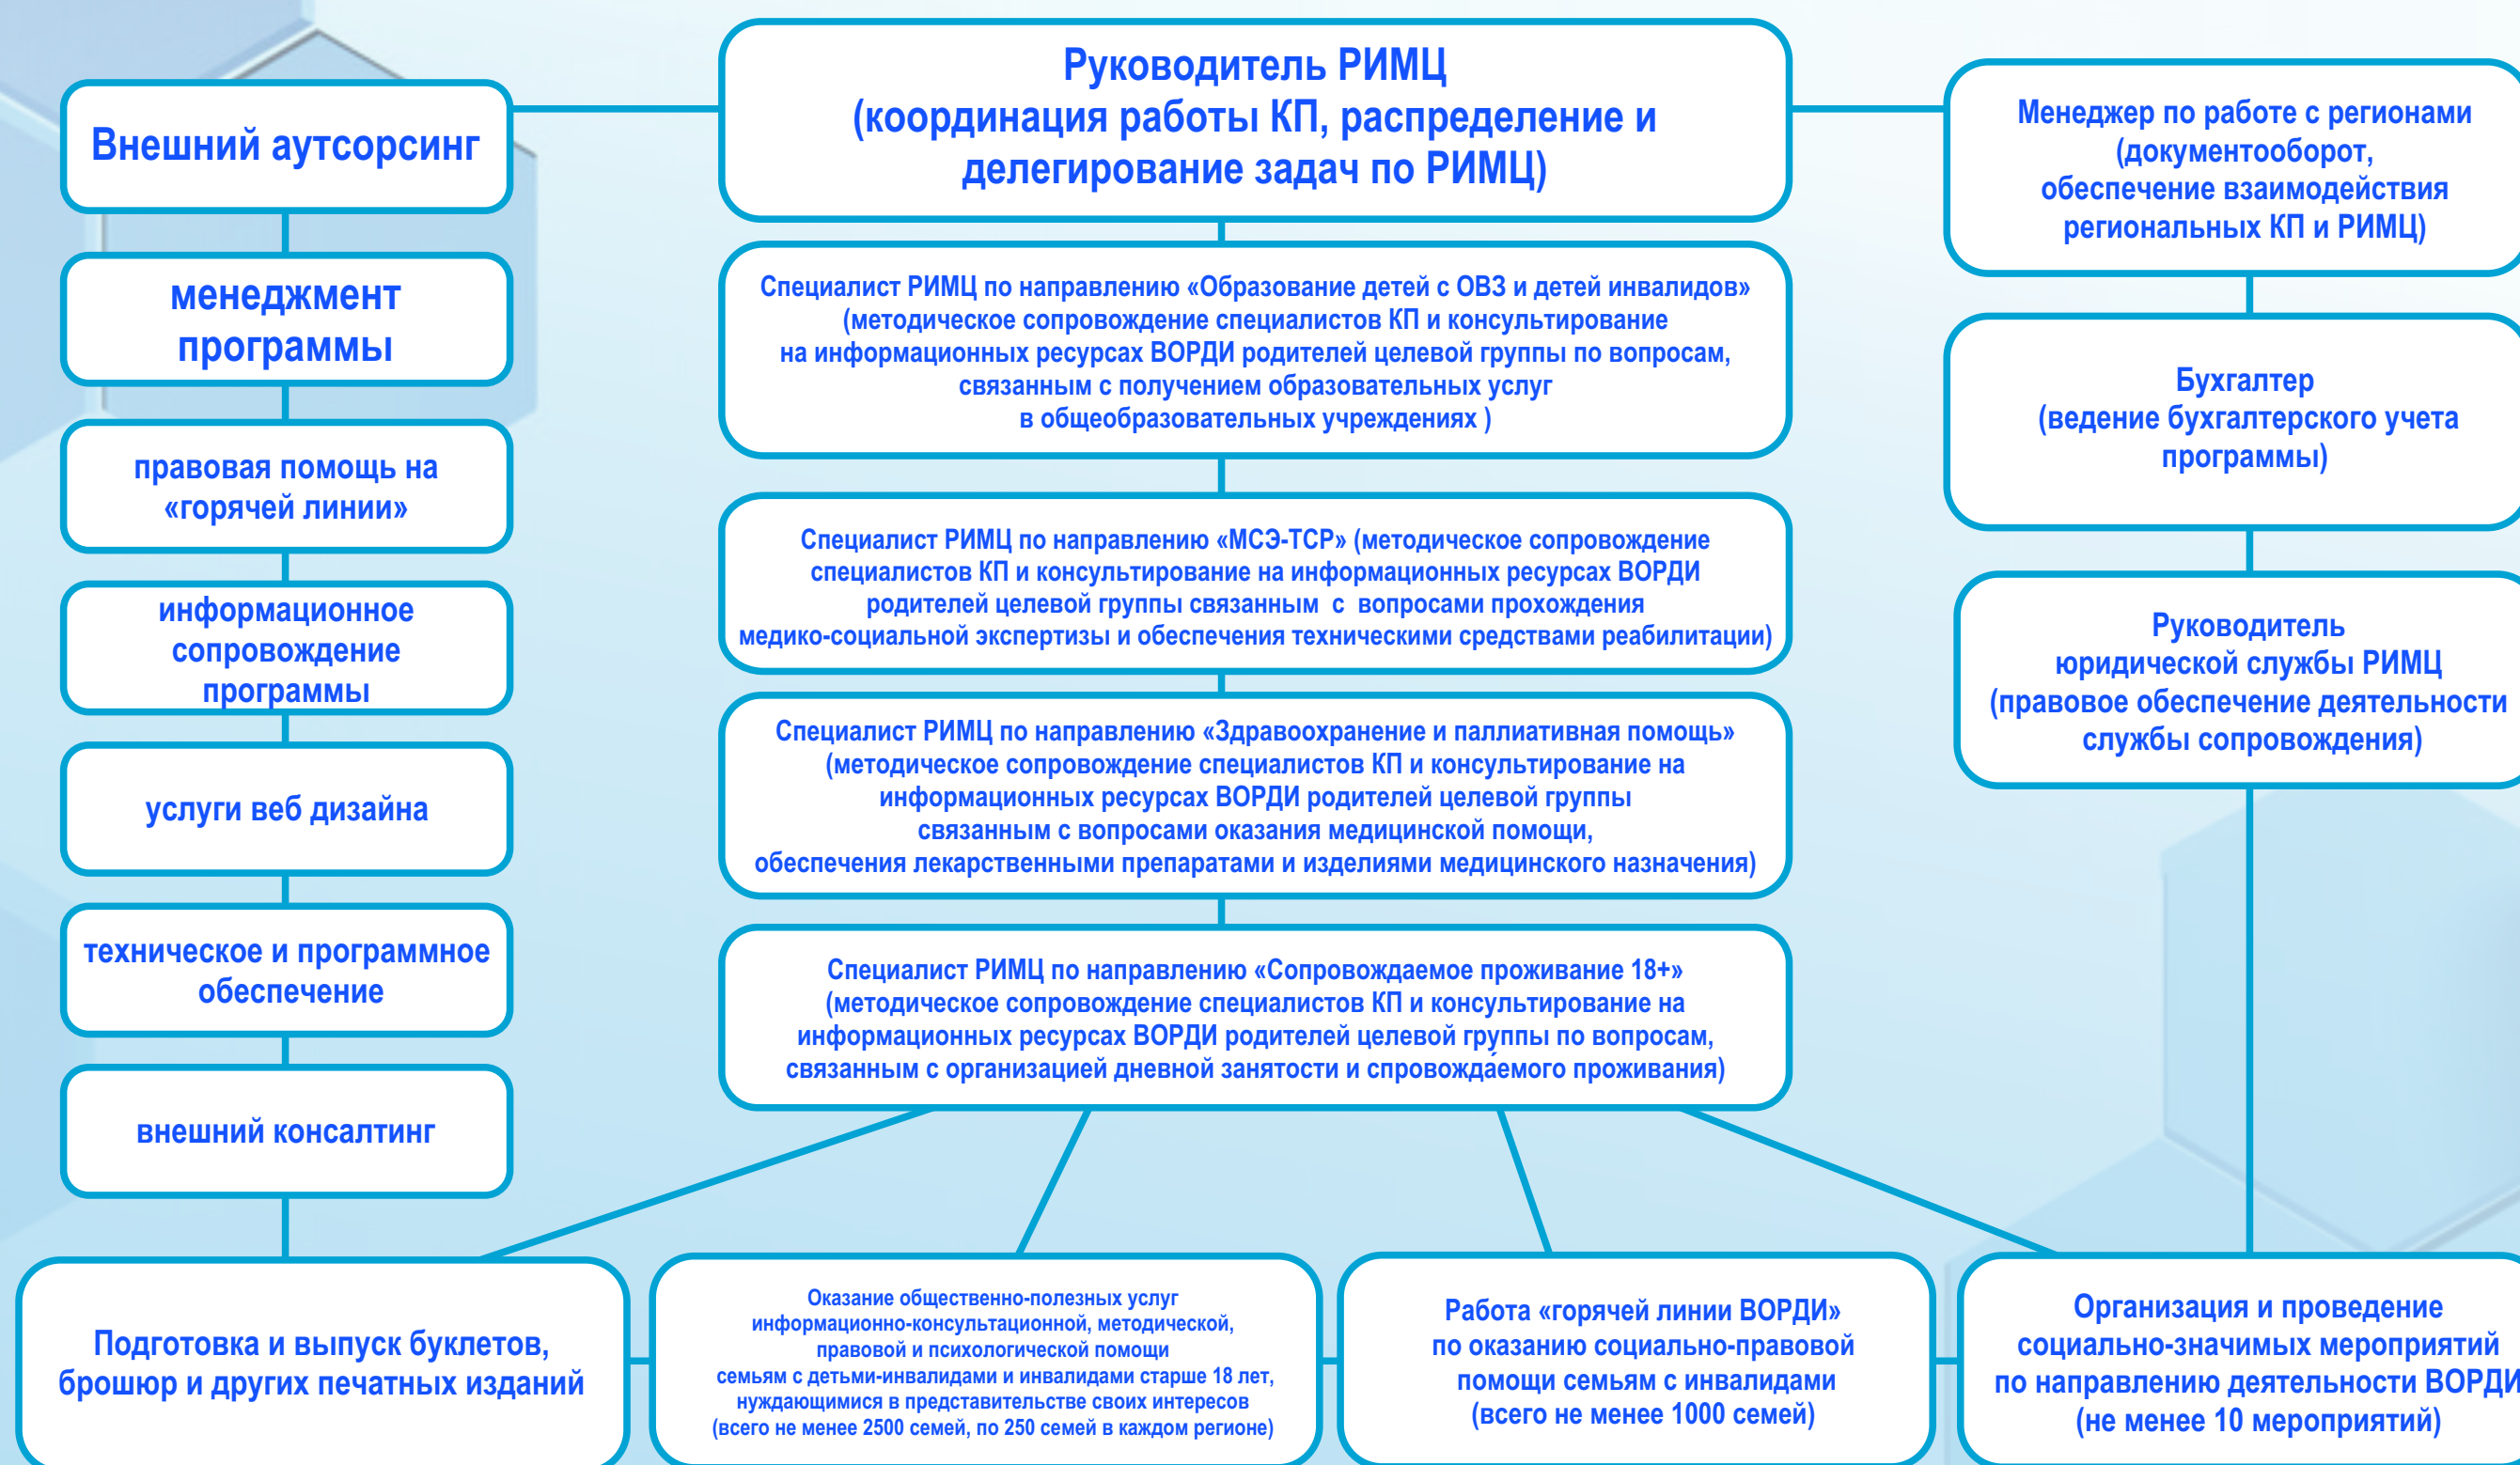 Внешний аутсорсинг
менеджмент
программы
правовая помощь на
«горячей линии»
информационное
сопровождение
программы
услуги веб дизайна
техническое и программное
обеспечение
внешний консалтинг
Руководитель РИМЦ
(координация работы КП, распределение и
делегирование задач по РИМЦ)
Специалист РИМЦ по направлению «Образование детей с ОВЗ и детей инвалидов»
(методическое сопровождение специалистов КП и консультирование
на информационных ресурсах ВОРДИ родителей целевой группы по вопросам,
связанным с получением образовательных услуг
в общеобразовательных учреждениях )
Специалист РИМЦ по направлению «МСЭ-ТСР» (методическое сопровождение
специалистов КП и консультирование на информационных ресурсах ВОРДИ
родителей целевой группы связанным с вопросами прохождения
медико-социальной экспертизы и обеспечения техническими средствами реабилитации)
Специалист РИМЦ по направлению «Здравоохранение и паллиативная помощь»
(методическое сопровождение специалистов КП и консультирование на
информационных ресурсах ВОРДИ родителей целевой группы
связанным с вопросами оказания медицинской помощи,
обеспечения лекарственными препаратами и изделиями медицинского назначения)
Специалист РИМЦ по направлению «Сопровождаемое проживание 18+»
(методическое сопровождение специалистов КП и консультирование на
информационных ресурсах ВОРДИ родителей целевой группы по вопросам,
связанным с организацией дневной занятости и спровожда́емого проживания)
Менеджер по работе с регионами
(документооборот,
обеспечение взаимодействия
региональных КП и РИМЦ)
Бухгалтер
(ведение бухгалтерского учета
программы)
Руководитель
юридической службы РИМЦ
(правовое обеспечение деятельности
службы сопровождения)
Подготовка и выпуск буклетов,
брошюр и других печатных изданий
Оказание общественно-полезных услуг
информационно-консультационной, методической,
правовой и психологической помощи
семьям с детьми-инвалидами и инвалидами старше 18 лет,
нуждающимися в представительстве своих интересов
(всего не менее 2500 семей, по 250 семей в каждом регионе)
Работа «горячей линии ВОРДИ»
по оказанию социально-правовой
помощи семьям с инвалидами
(всего не менее 1000 семей)
Организация и проведение
социально-значимых мероприятий
по направлению деятельности ВОРДИ
(не менее 10 мероприятий)